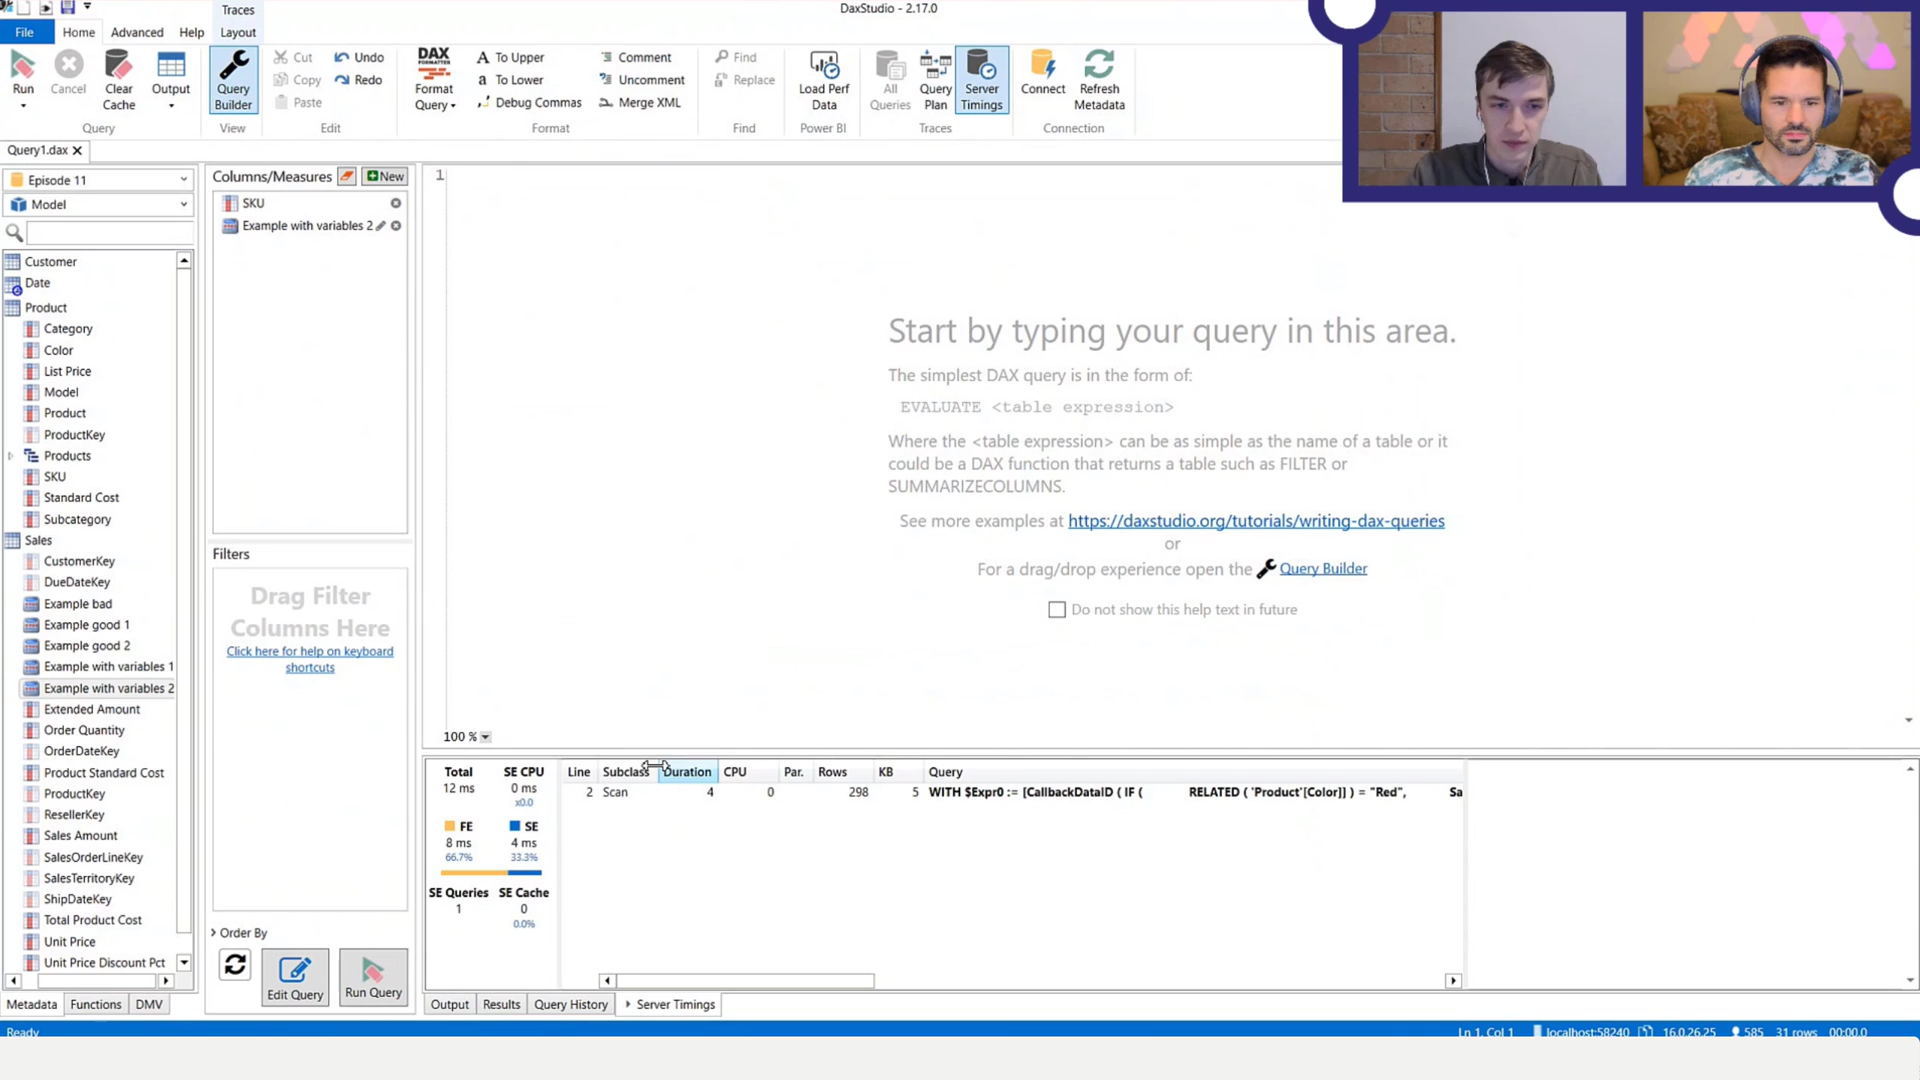 Traces
DaxStudio - 2.17.0
File
Home
Advanced
Help
Layout
Run
Cancel
Clear Cache
Output
Query
Query Builder
View
Cut
Copy
Paste
Undo
Redo
Edit
DAX
FORMATTER
Format Query
To Upper
a To Lower
Debug Commas
Comment
Uncomment
Merge XML
Format
Find
Replace
Find
Load Perf Data
Power BI
All Queries
Query Plan
Server Timings
Traces
Connect
Refresh Metadata
Connection
Query1.dax
Episode 11
Model
Customer
Date
Product
Category
Color
List Price
Model
Product
ProductKey
Products
SKU
Standard Cost
Subcategory
Sales
CustomerKey
DueDateKey
Example bad
Example good 1
Example good 2
Example with variables 1
Example with variables 2
Extended Amount
Order Quantity
OrderDateKey
Product Standard Cost
ProductKey
ResellerKey
Sales Amount
SalesOrderLineKey
SalesTerritoryKey
ShipDateKey
Total Product Cost
Unit Price
Unit Price Discount Pct
Metadata
Functions
DMV
Columns/Measures
New
SKU
Example with variables 2
Filters
Drag Filter
Columns Here
Click here for help on keyboard
shortcuts
Order By
Edit Query
Run Query
1
Start by typing your query in this area.
The simplest DAX query is in the form of:
EVALUATE <table expression>
Where the <table expression> can be as simple as the name of a table or it
could be a DAX function that returns a table such as FILTER or
SUMMARIZECOLUMNS.
See more examples at https://daxstudio.org/tutorials/writing-dax-queries
or
For a drag/drop experience open the Query Builder
Do not show this help text in future
100 %
Total SE CPU
12 ms 0 ms
x0.0
FE SE
8 ms 4 ms
66.7% 33.3%
SE Queries SE Cache
1 0
0.0%
Line Subclass Duration CPU Par. Rows KB Query
2 Scan 4 0 298 5 WITH $Expr0 := [CallbackDataID ( IF ( RELATED ( 'Product'[Color]] ) = "Red", Sa
Output
Results
Query History
Server Timings
Ready
Ln 1, Col 1 localhost:58240 16.0.26.25 585 31 rows 00:00.0